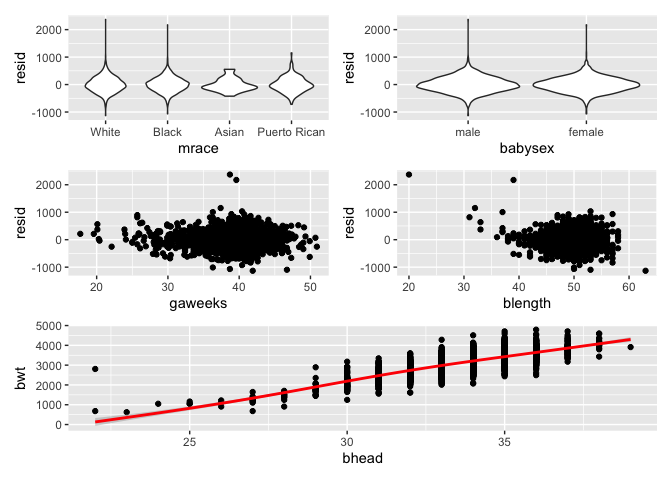 resid
2000
1000
0
-1000
White Black Asian Puerto Rican
mrace
resid
2000
1000
0
-1000
male female
babysex
resid
2000
1000
0
-1000
20 30 40 50
gaweeks
resid
2000
1000
0
-1000
20 30 40 50 60
blength
bwt
5000
4000
3000
2000
1000
0
25 30 35
bhead